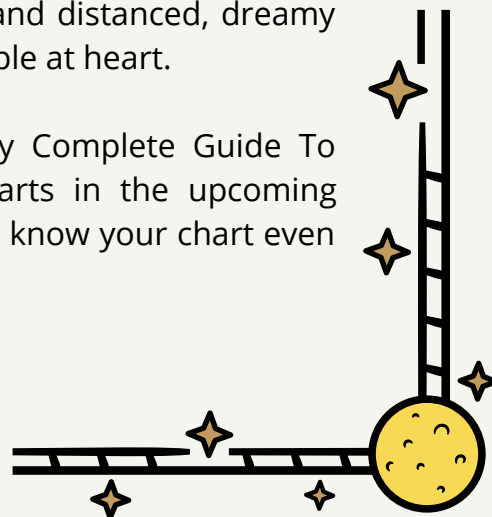 and distanced, dreamy
at heart.
Complete Guide To
in the upcoming
know your chart even